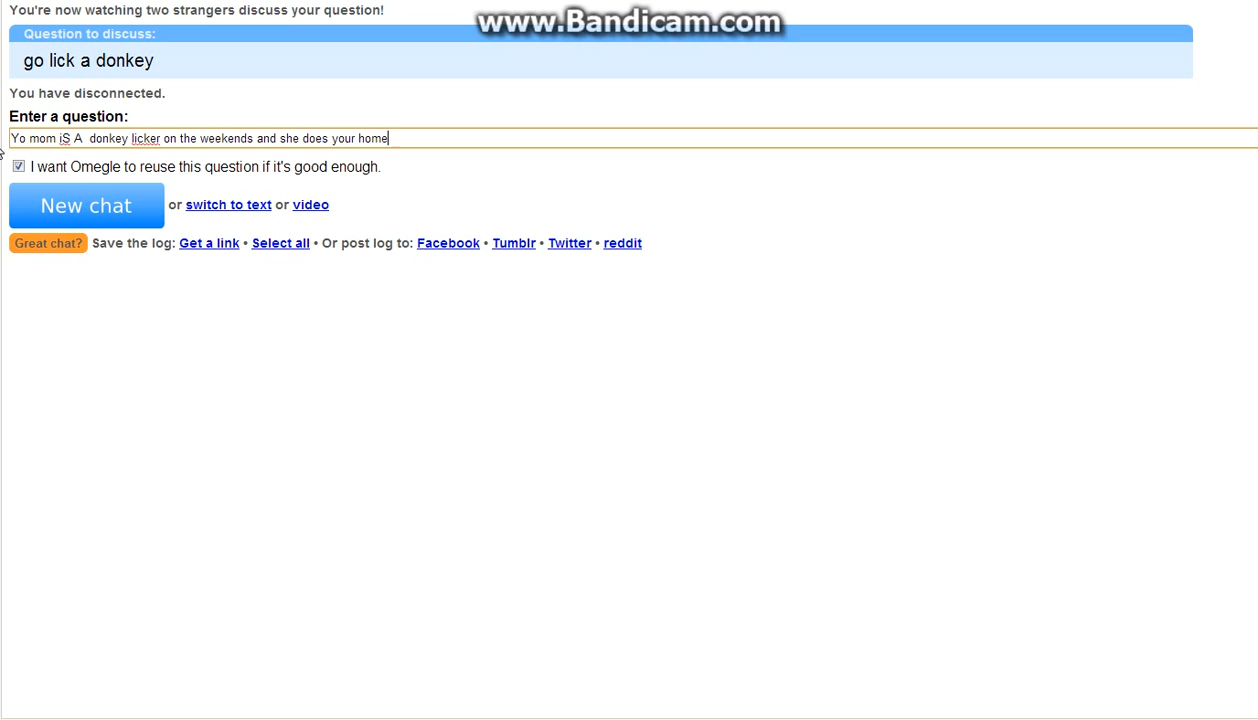 You're now watching two strangers discuss your question!
www.Bandicam.com
Question to discuss:
go lick a donkey
You have disconnected.
Enter a question:
Yo mom iS A  donkey licker on the weekends and she does your home
I want Omegle to reuse this question if it's good enough.
New chat or switch to text or video
Great chat? Save the log: Get a link • Select all • Or post log to: Facebook • Tumblr • Twitter • reddit